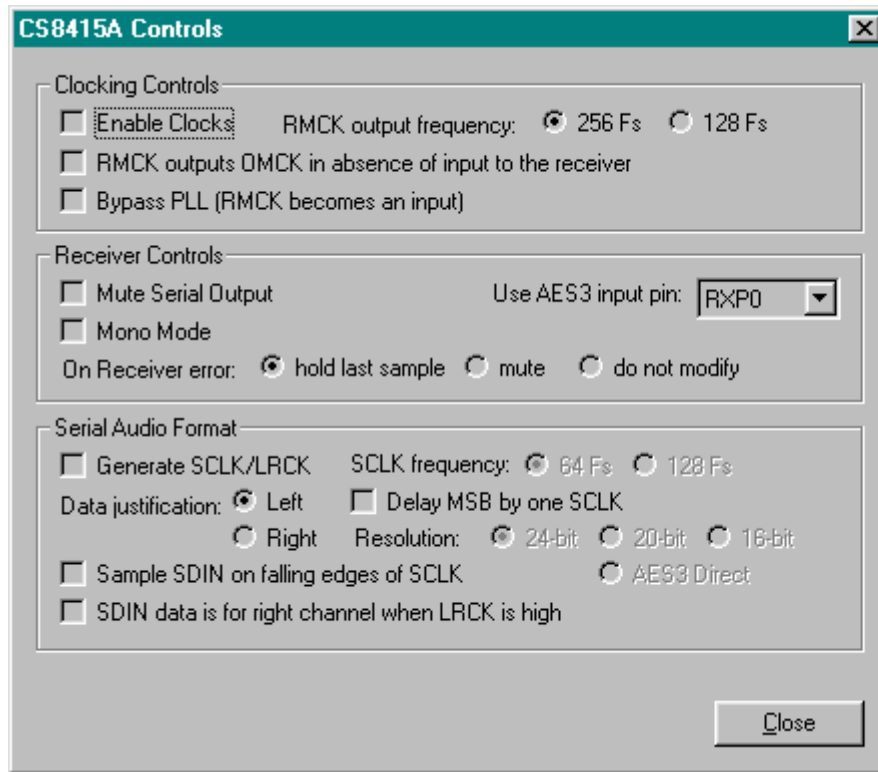 CS8415A Controls
Clocking Controls
Enable Clocks RMCK output frequency: 256 Fs 128 Fs
RMCK outputs OMCK in absence of input to the receiver
Bypass PLL (RMCK becomes an input)
Receiver Controls
Mute Serial Output Use AES3 input pin: RXP0
Mono Mode
On Receiver error: hold last sample mute do not modify
Serial Audio Format
Generate SCLK/LRCK SCLK frequency: 64 Fs 128 Fs
Data justification: Left Delay MSB by one SCLK
Right Resolution: 24-bit 20-bit 16-bit
Sample SDIN on falling edges of SCLK AES3 Direct
SDIN data is for right channel when LRCK is high
Close